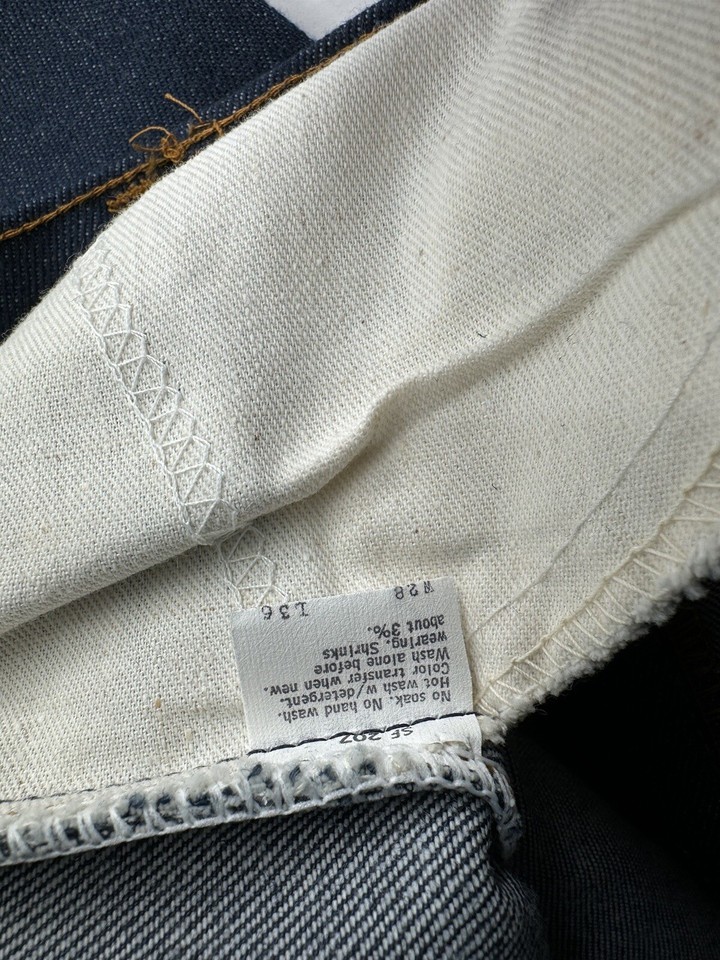 SF 207
No soak. No hand wash.
Hot wash w/detergent.
Color transfer when new.
Wash alone before
wearing. Shrinks
about 3%.
W28 L36